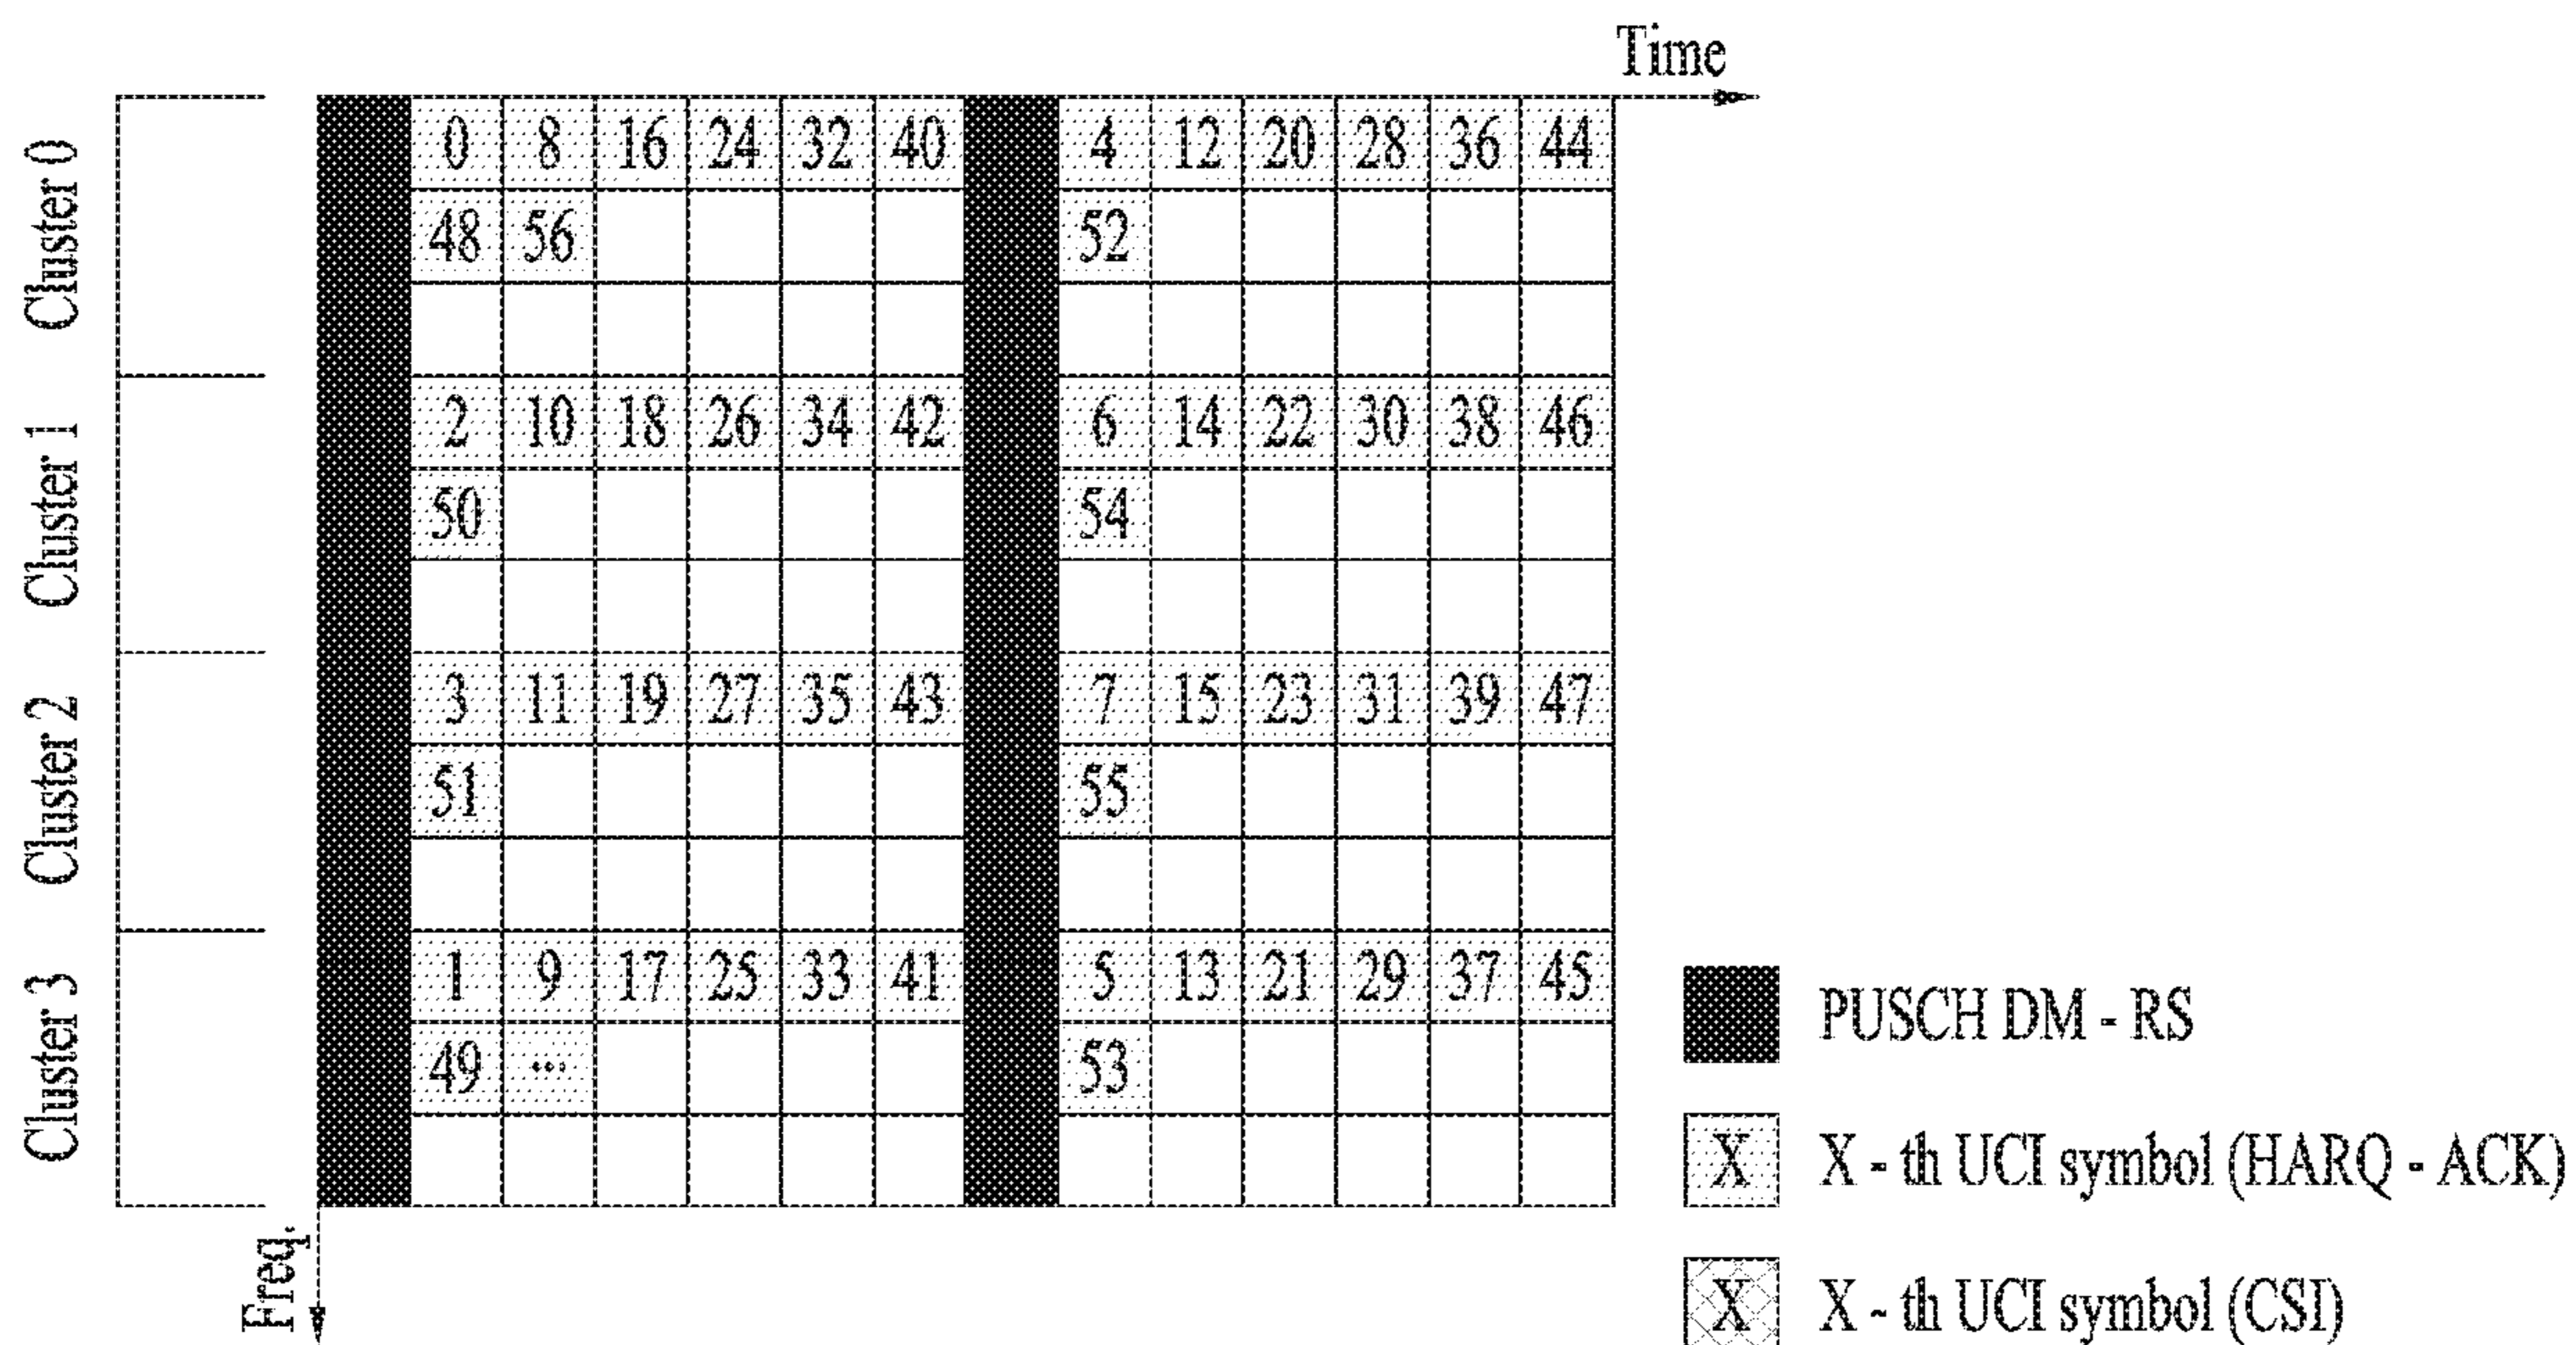 Time
Cluster 0
0 8 16 24 32 40 4 12 20 28 36 44
48 56 52
Cluster 1
2 10 18 26 34 42 6 14 22 30 38 46
50 54
Cluster 2
3 11 19 27 35 43 7 15 23 31 39 47
51 55
Cluster 3
1 9 17 25 33 41 5 13 21 29 37 45
49 ... 53
Freq.
PUSCH DM - RS
X X - th UCI symbol (HARQ - ACK)
X X - th UCI symbol (CSI)